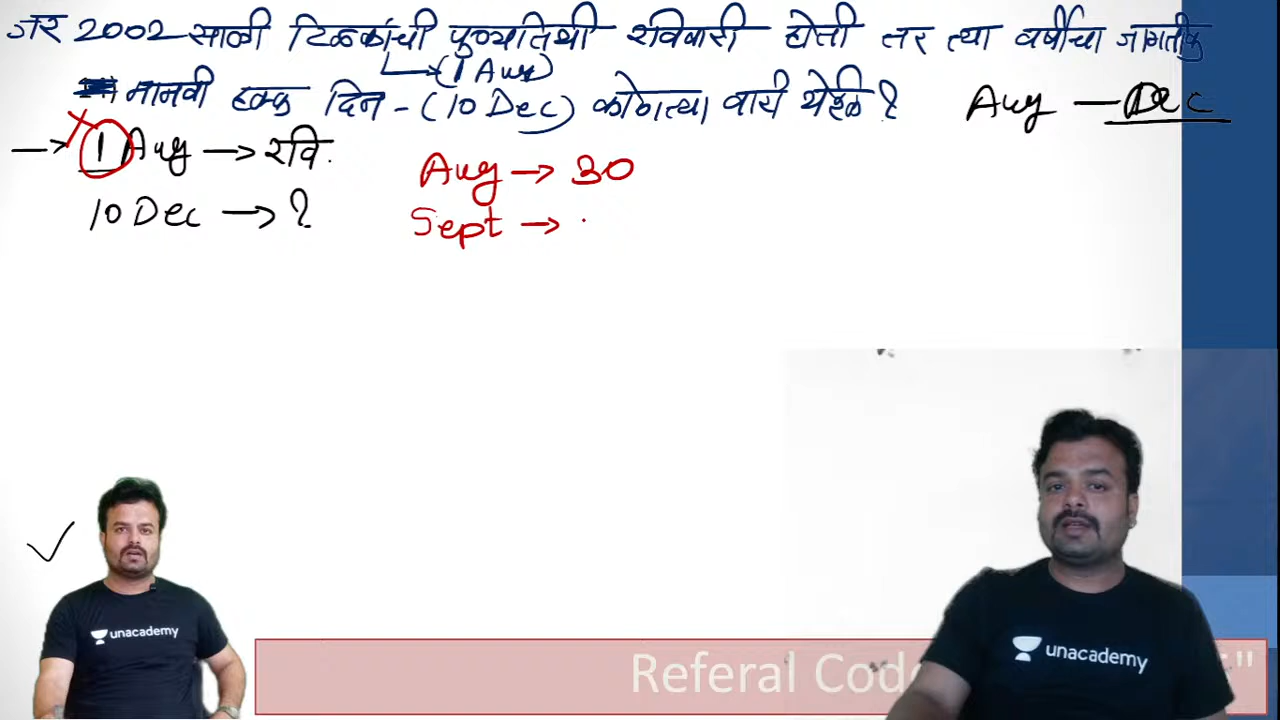 जर 2002 साली टिळकांची पुण्यतिथी रविवारी होती तर त्या वर्षीचा जागतीक
(1 Aug)
मानवी हक्क दिन - (10 Dec) कोणत्या वारी येईल ?
Aug — Dec
→ 1 Aug → रवि.
10 Dec → ?
Aug → 30
Sept →
unacademy
unacademy
Referal Cod